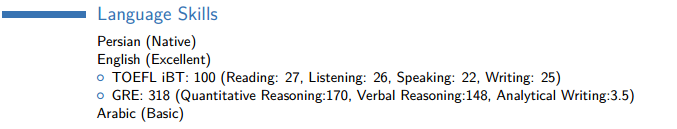 Language Skills
Persian (Native)
English (Excellent)
TOEFL iBT: 100 (Reading: 27, Listening: 26, Speaking: 22, Writing: 25)
GRE: 318 (Quantitative Reasoning:170, Verbal Reasoning:148, Analytical Writing:3.5)
Arabic (Basic)